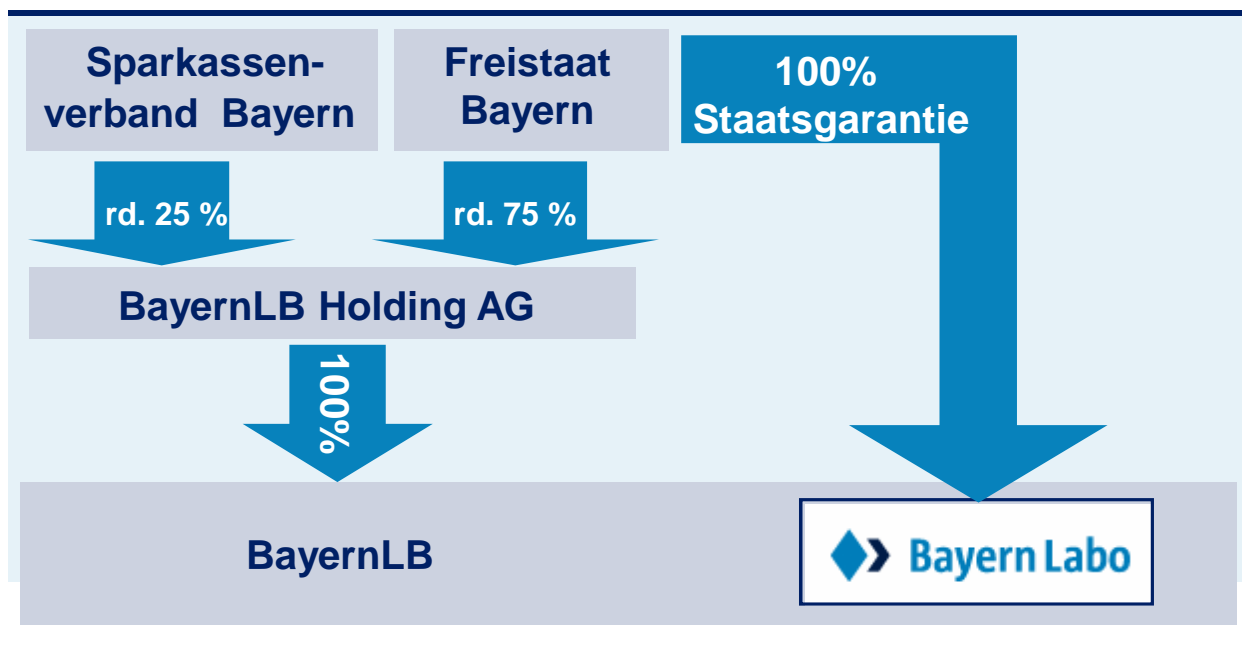 Sparkassen-
verband Bayern
Freistaat
Bayern
100%
Staatsgarantie
rd. 25 %
rd. 75 %
BayernLB Holding AG
100%
BayernLB
Bayern Labo